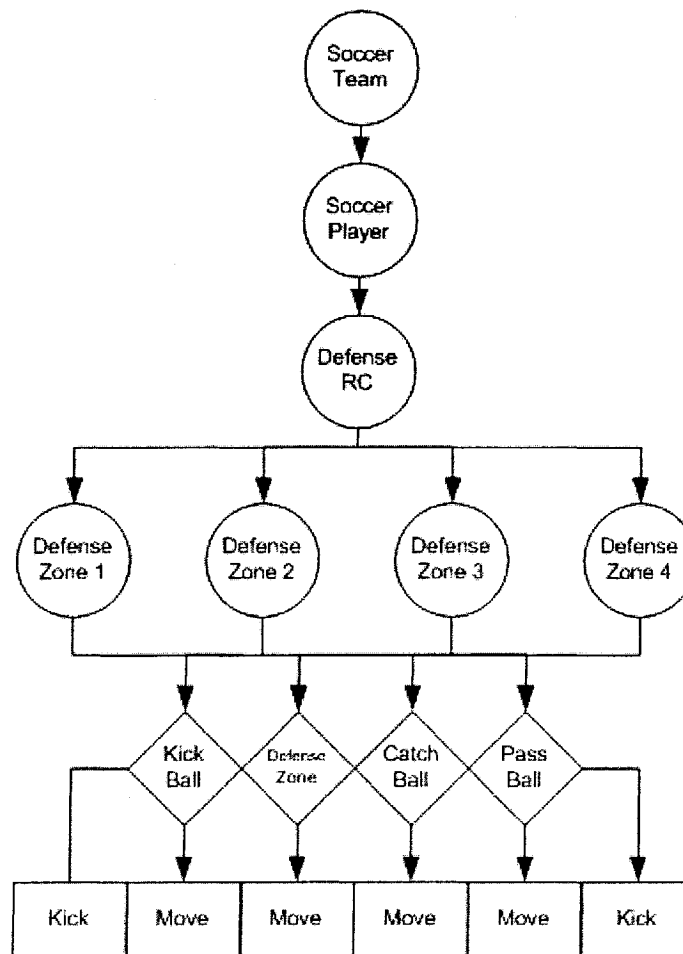 Soccer
Team
Soccer
Player
Defense
RC
Defense
Zone 1
Defense
Zone 2
Defense
Zone 3
Defense
Zone 4
Kick
Ball
Defense
Zone
Catch
Ball
Pass
Ball
Kick
Move
Move
Move
Move
Kick